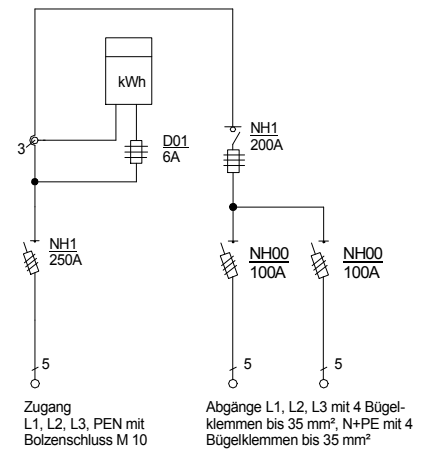 kWh
3
D01
6A
NH1
200A
NH1
250A
NH00
100A
NH00
100A
5
5
5
Zugang
L1, L2, L3, PEN mit
Bolzenschluss M 10
Abgänge L1, L2, L3 mit 4 Bügel-
klemmen bis 35 mm², N+PE mit 4
Bügelklemmen bis 35 mm²